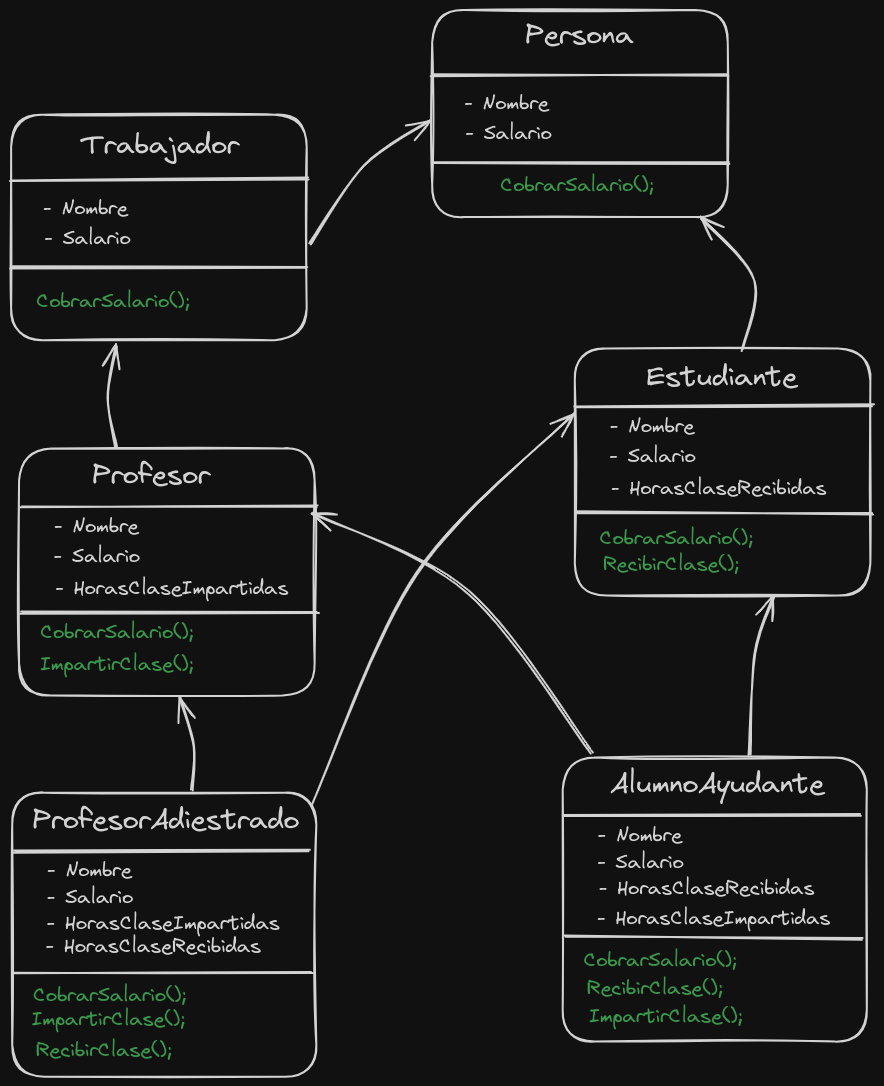 Persona
- Nombre
- Salario
CobrarSalario();
Trabajador
- Nombre
- Salario
CobrarSalario();
Estudiante
- Nombre
- Salario
- HorasClaseRecibidas
CobrarSalario();
RecibirClase();
Profesor
- Nombre
- Salario
- HorasClaseImpartidas
CobrarSalario();
ImpartirClase();
ProfesorAdiestrado
- Nombre
- Salario
- HorasClaseImpartidas
- HorasClaseRecibidas
CobrarSalario();
ImpartirClase();
RecibirClase();
AlumnoAyudante
- Nombre
- Salario
- HorasClaseRecibidas
- HorasClaseImpartidas
CobrarSalario();
RecibirClase();
ImpartirClase();